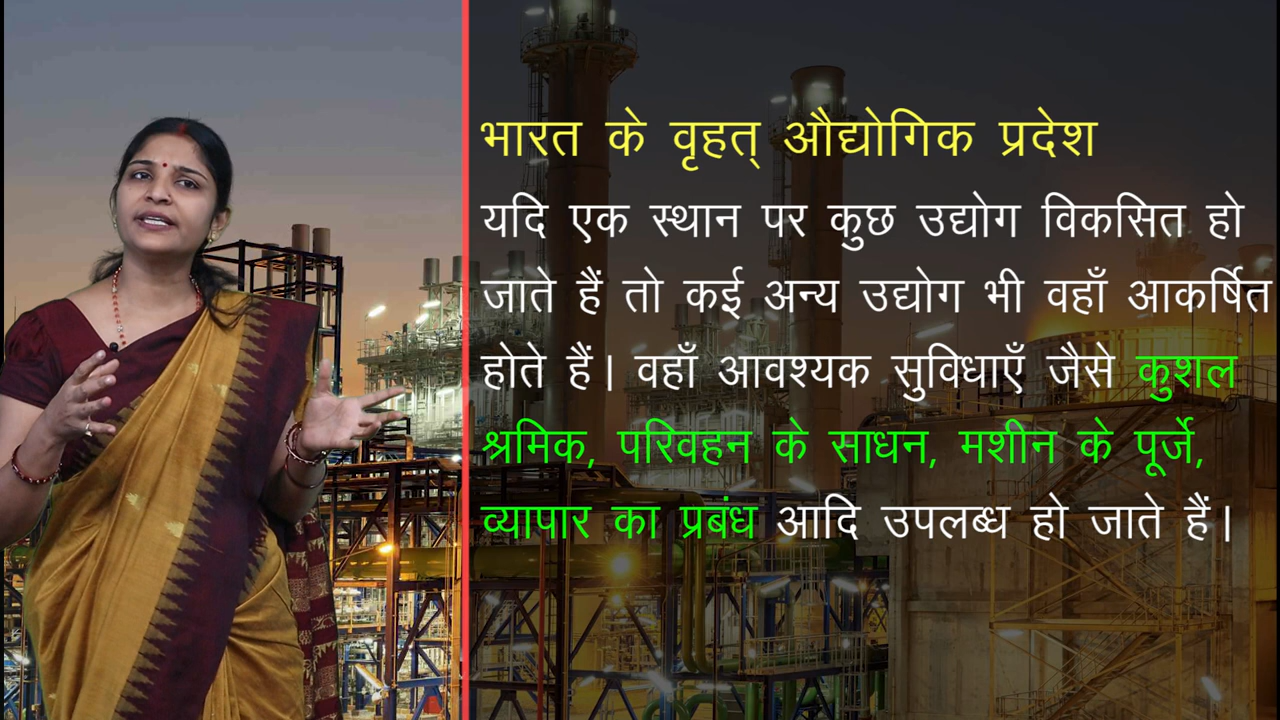 भारत के वृहत् औद्योगिक प्रदेश
यदि एक स्थान पर कुछ उद्योग विकसित हो
जाते हैं तो कई अन्य उद्योग भी वहाँ आकर्षित
होते हैं। वहाँ आवश्यक सुविधाएँ जैसे कुशल
श्रमिक, परिवहन के साधन, मशीन के पूर्जे,
व्यापार का प्रबंध आदि उपलब्ध हो जाते हैं।